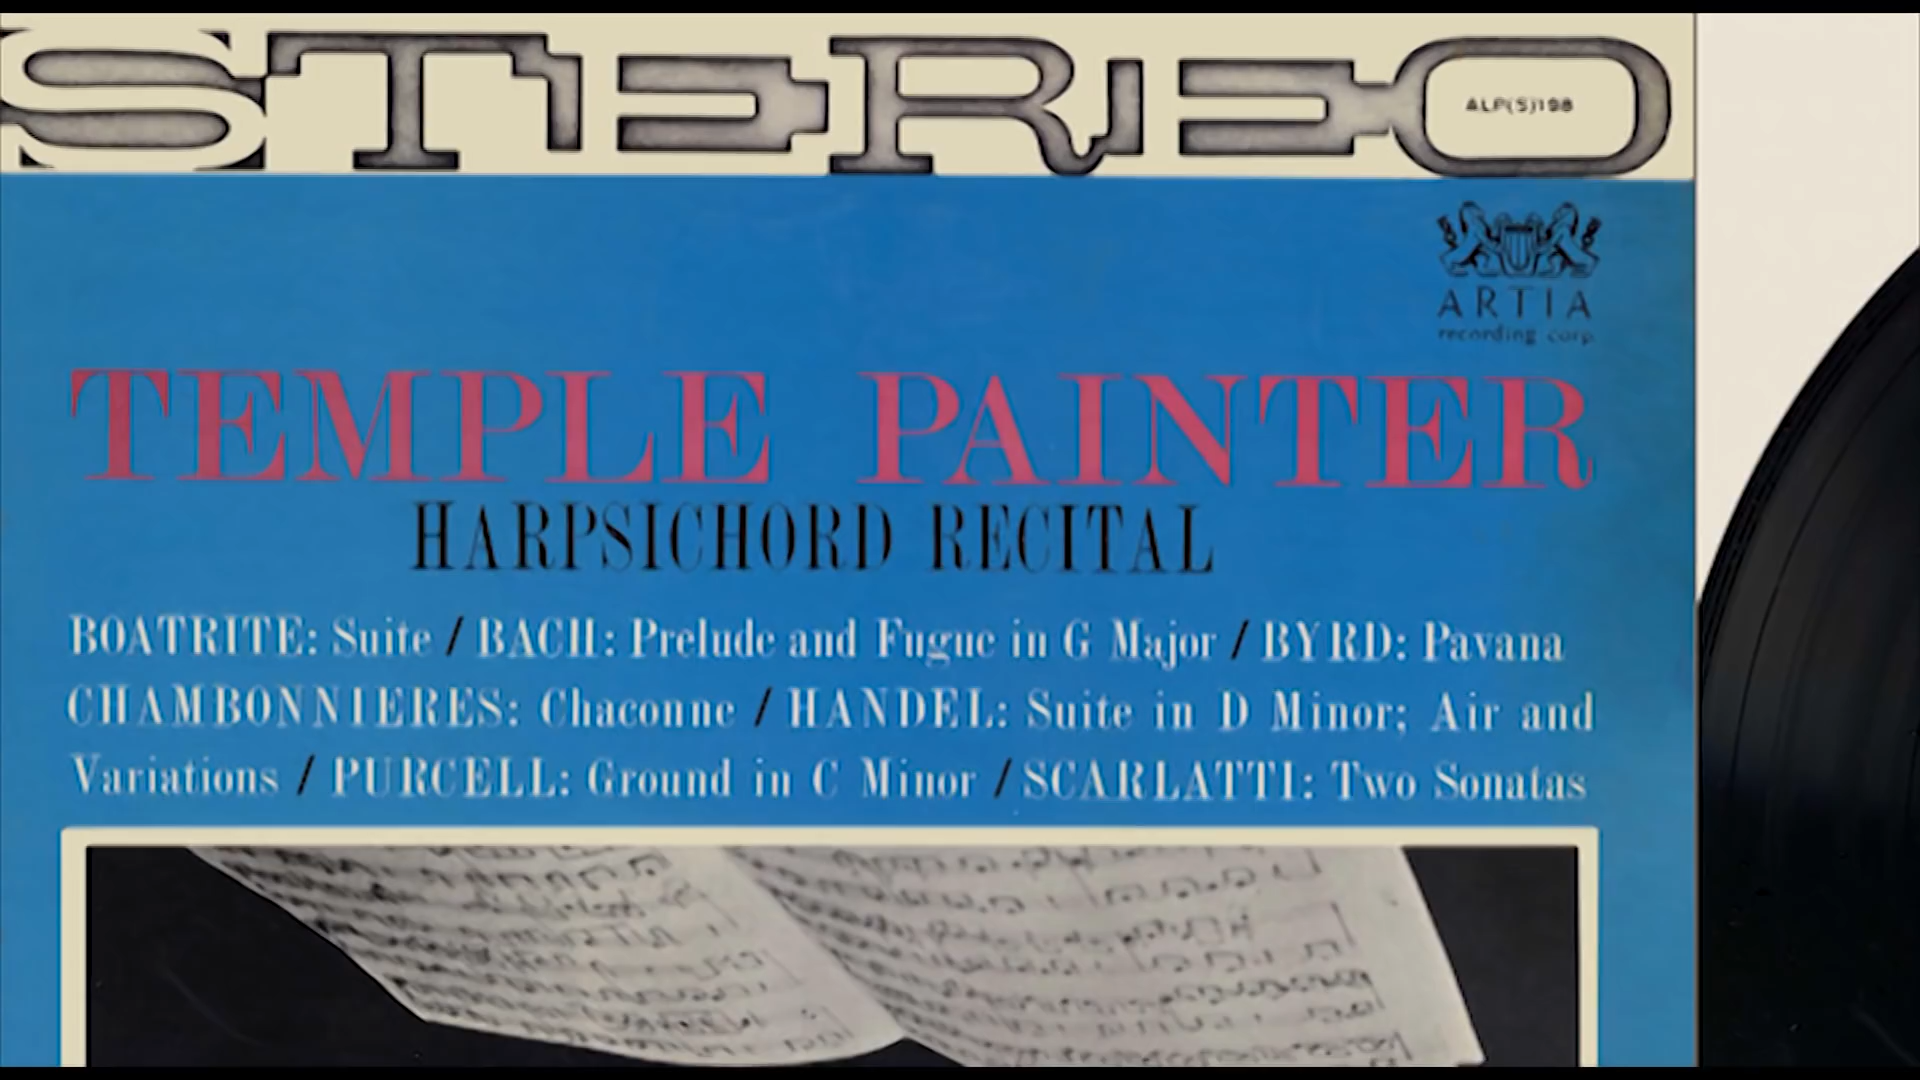 STEREO
ALP(S)198
ARTIA
recording corp.
TEMPLE PAINTER
HARPSICHORD RECITAL
BOATRITE: Suite / BACH: Prelude and Fugue in G Major / BYRD: Pavana
CHAMBONNIERES: Chaconne / HANDEL: Suite in D Minor; Air and
Variations / PURCELL: Ground in C Minor / SCARLATTI: Two Sonatas